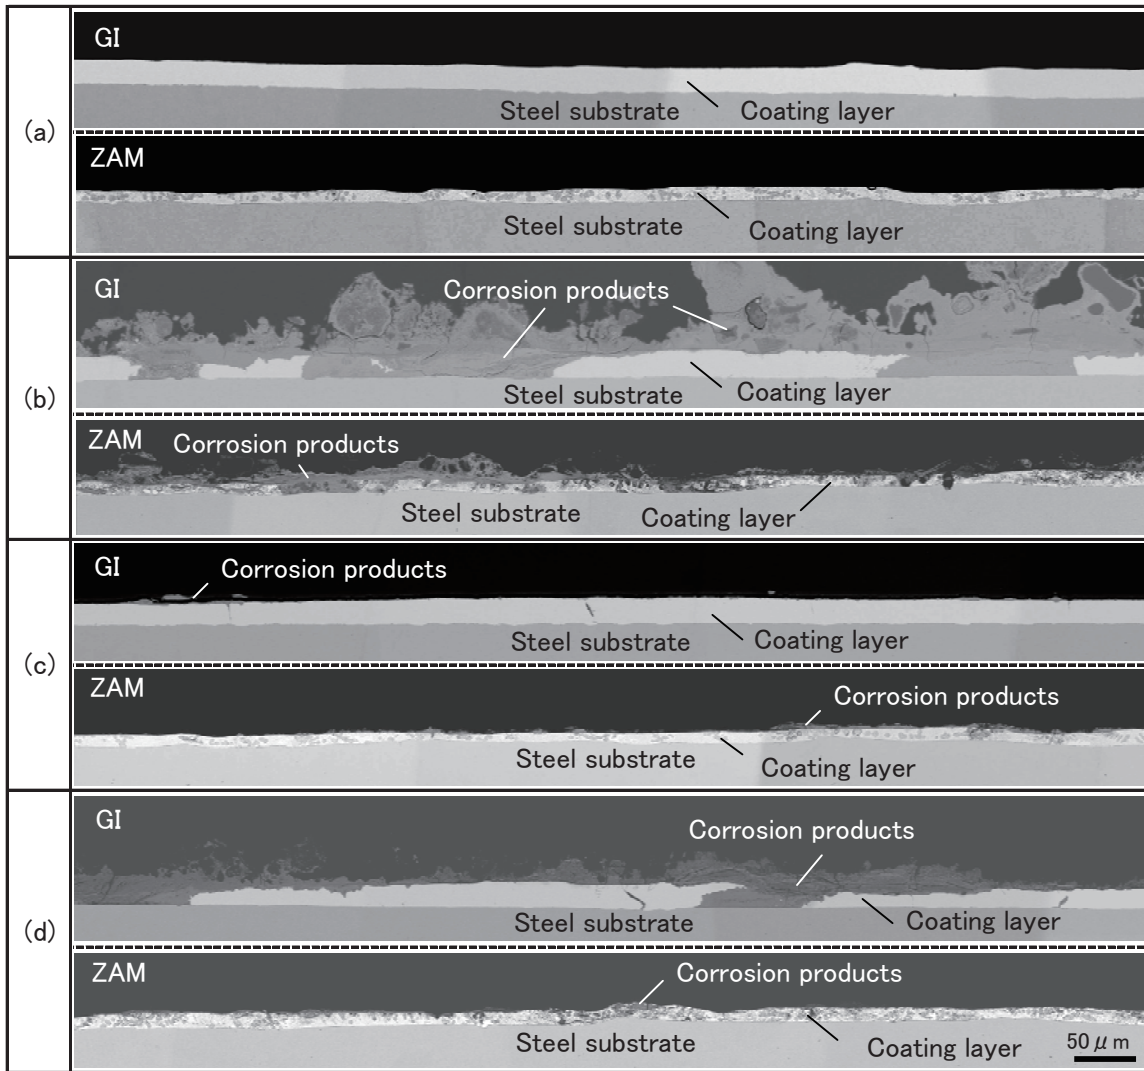 (a)
GI
Steel substrate
Coating layer
ZAM
Steel substrate
Coating layer
(b)
GI
Corrosion products
Steel substrate
Coating layer
ZAM
Corrosion products
Steel substrate
Coating layer
(c)
GI
Corrosion products
Steel substrate
Coating layer
ZAM
Corrosion products
Steel substrate
Coating layer
(d)
GI
Corrosion products
Steel substrate
Coating layer
ZAM
Corrosion products
Steel substrate
Coating layer
50 μm